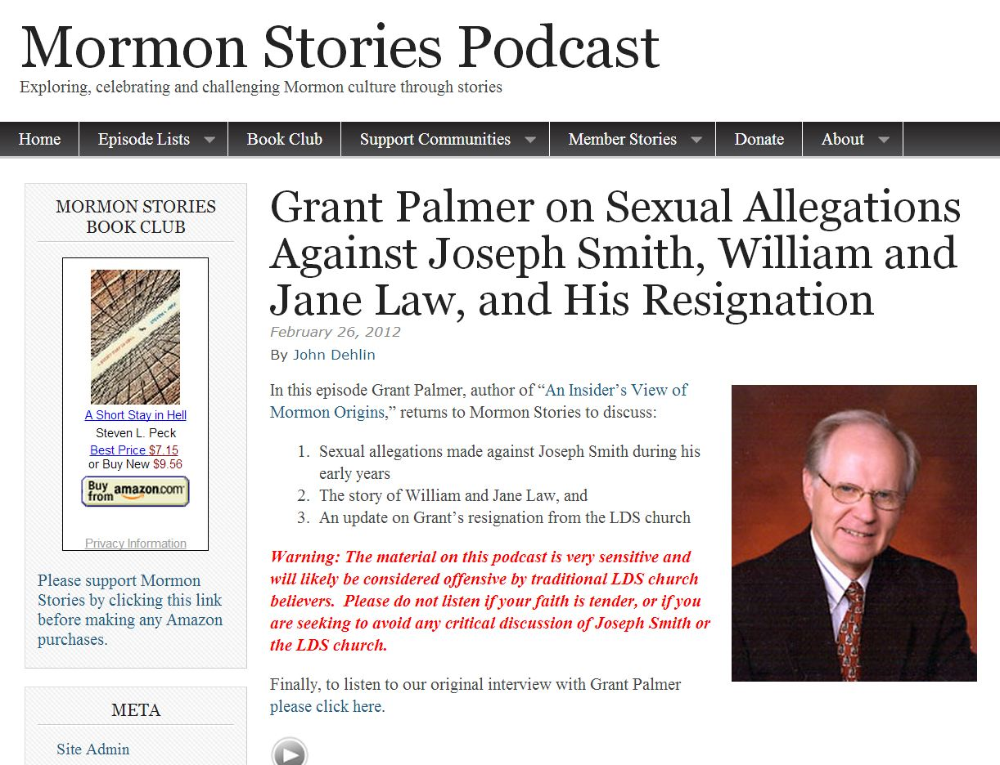 Mormon Stories Podcast
Exploring, celebrating and challenging Mormon culture through stories
Home Episode Lists Book Club Support Communities Member Stories Donate About
MORMON STORIES
BOOK CLUB
A Short Stay in Hell
Steven L. Peck
Best Price $7.15
or Buy New $9.56
Buy
from amazon.com
Privacy Information
Please support Mormon
Stories by clicking this link
before making any Amazon
purchases.
META
Site Admin
Grant Palmer on Sexual Allegations
Against Joseph Smith, William and
Jane Law, and His Resignation
February 26, 2012
By John Dehlin
In this episode Grant Palmer, author of “An Insider’s View of
Mormon Origins,” returns to Mormon Stories to discuss:
1. Sexual allegations made against Joseph Smith during his
early years
2. The story of William and Jane Law, and
3. An update on Grant’s resignation from the LDS church
Warning: The material on this podcast is very sensitive and
will likely be considered offensive by traditional LDS church
believers.  Please do not listen if your faith is tender, or if you
are seeking to avoid any critical discussion of Joseph Smith or
the LDS church.
Finally, to listen to our original interview with Grant Palmer
please click here.